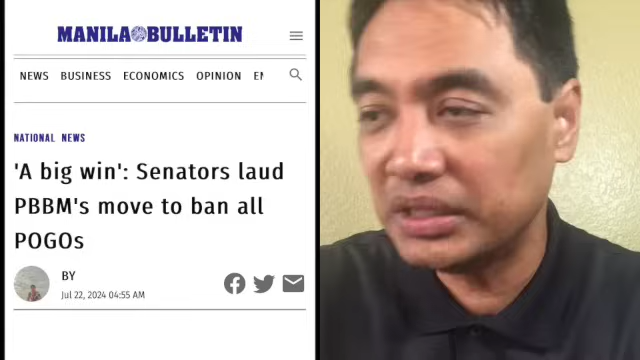 MANILA BULLETIN
NEWS BUSINESS ECONOMICS OPINION
NATIONAL NEWS
'A big win': Senators laud
PBBM's move to ban all
POGOs
BY
Jul 22, 2024 04:55 AM